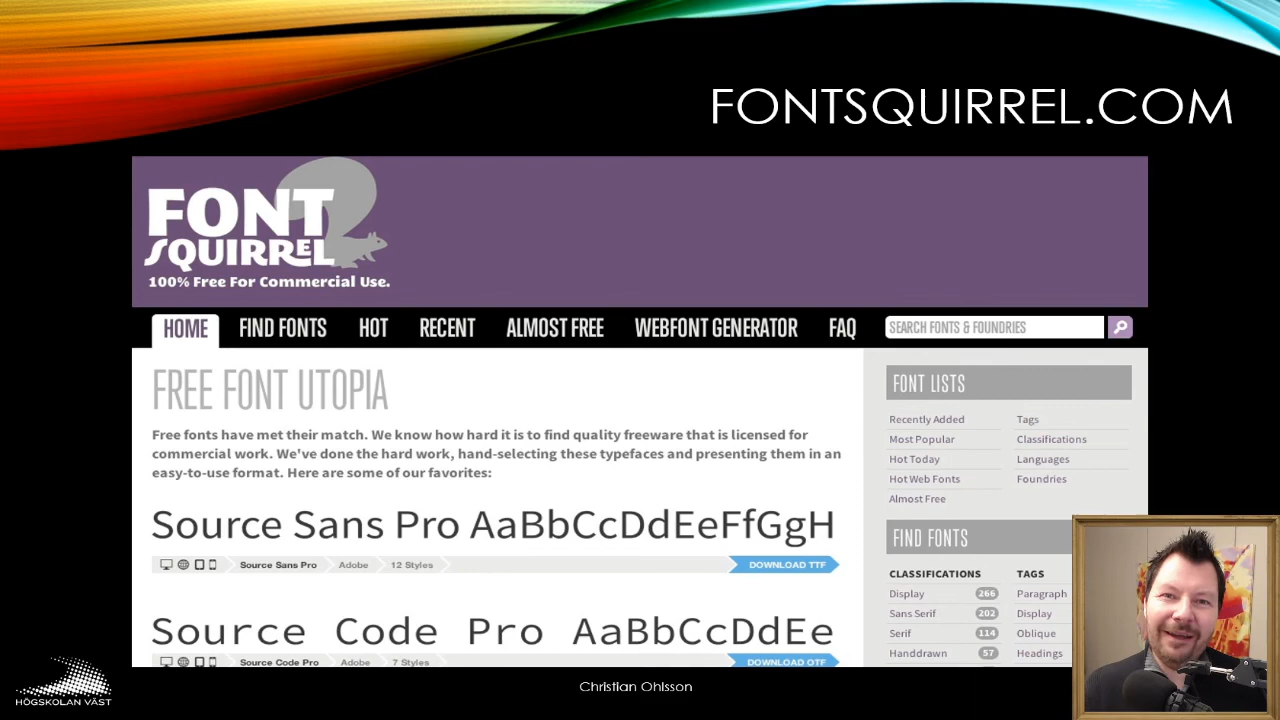 FONTSQUIRREL.COM
FONT
SQUIRREL
100% Free For Commercial Use.
HOME FIND FONTS HOT RECENT ALMOST FREE WEBFONT GENERATOR FAQ SEARCH FONTS & FOUNDRIES
FREE FONT UTOPIA
Free fonts have met their match. We know how hard it is to find quality freeware that is licensed for
commercial work. We've done the hard work, hand-selecting these typefaces and presenting them in an
easy-to-use format. Here are some of our favorites:
Source Sans Pro AaBbCcDdEeFfGgH
Source Sans Pro Adobe 12 Styles DOWNLOAD TTF
Source Code Pro AaBbCcDdEe
Source Code Pro Adobe 7 Styles DOWNLOAD OTF
FONT LISTS
Recently Added Tags
Most Popular Classifications
Hot Today Languages
Hot Web Fonts Foundries
Almost Free
FIND FONTS
CLASSIFICATIONS TAGS
Display 266 Paragraph
Sans Serif 202 Display
Serif 114 Oblique
Handdrawn 57 Headings
HÖGSKOLAN VÄST
Christian Ohlsson